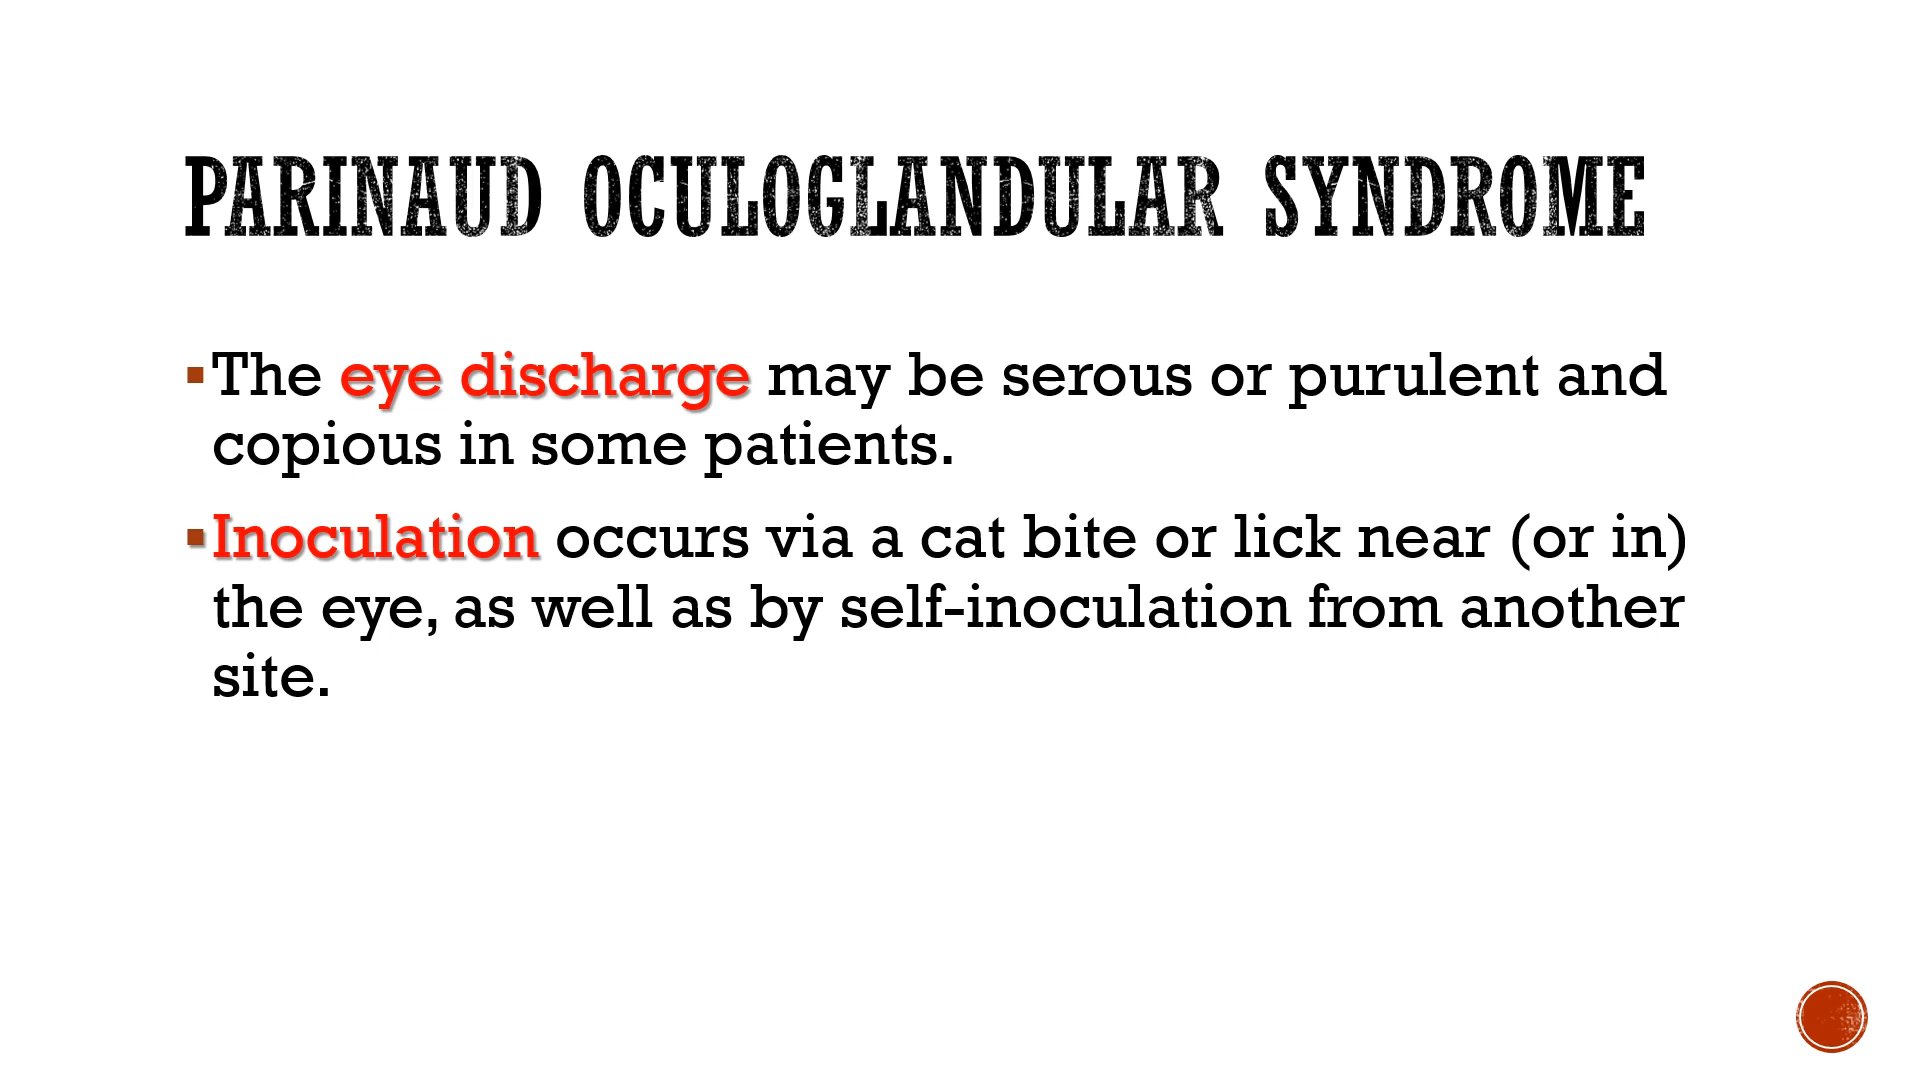 PARINAUD OCULOGLANDULAR SYNDROME
▪The eye discharge may be serous or purulent and
copious in some patients.
▪Inoculation occurs via a cat bite or lick near (or in)
the eye, as well as by self-inoculation from another
site.